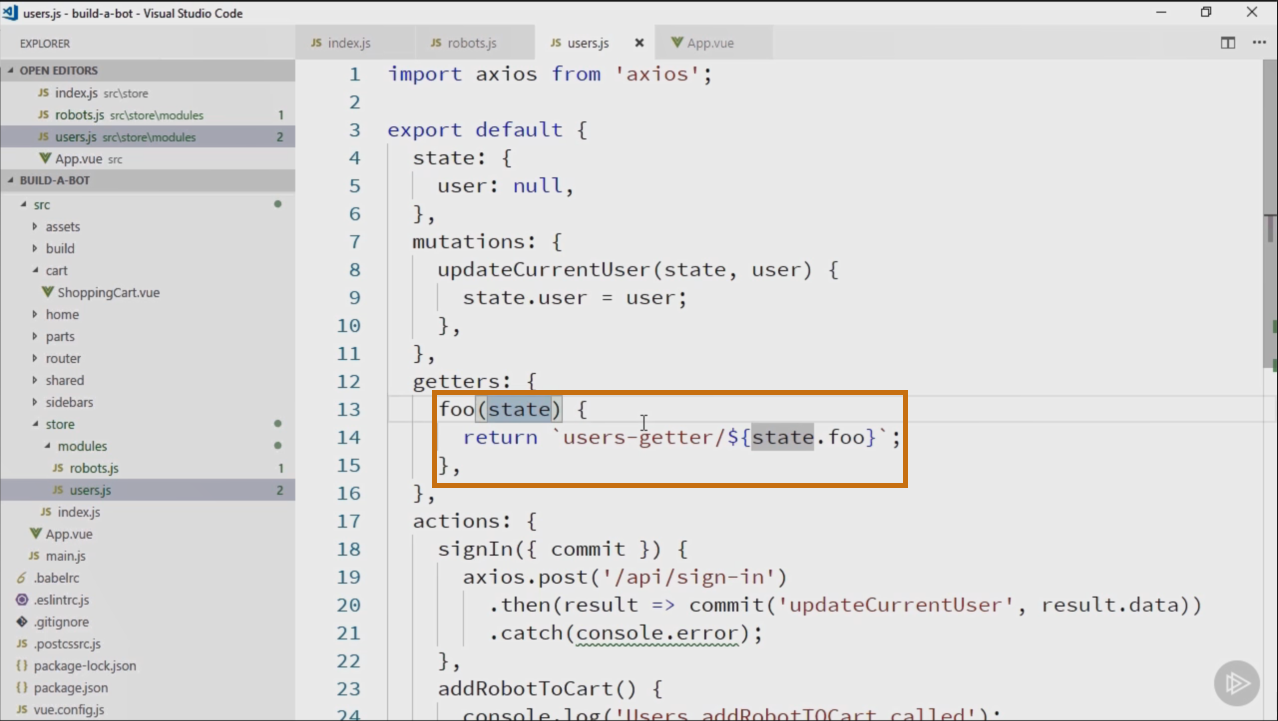 users.js - build-a-bot - Visual Studio Code
EXPLORER
JS index.js
JS robots.js
JS users.js
App.vue
OPEN EDITORS
JS index.js src\store
JS robots.js src\store\modules 1
JS users.js src\store\modules 2
App.vue src
BUILD-A-BOT
src
assets
build
cart
ShoppingCart.vue
home
parts
router
shared
sidebars
store
modules
JS robots.js 1
JS users.js 2
JS index.js
App.vue
JS main.js
.babelrc
.eslintrc.js
.gitignore
JS .postcssrc.js
{} package-lock.json
{} package.json
JS vue.config.js
1 import axios from 'axios';
2
3 export default {
4 state: {
5 user: null,
6 },
7 mutations: {
8 updateCurrentUser(state, user) {
9 state.user = user;
10 },
11 },
12 getters: {
13 foo(state) {
14 return `users-getter/${state.foo}`;
15 },
16 },
17 actions: {
18 signIn({ commit }) {
19 axios.post('/api/sign-in')
20 .then(result => commit('updateCurrentUser', result.data))
21 .catch(console.error);
22 },
23 addRobotToCart() {
24 console.log('Users addRobotTOCart called');